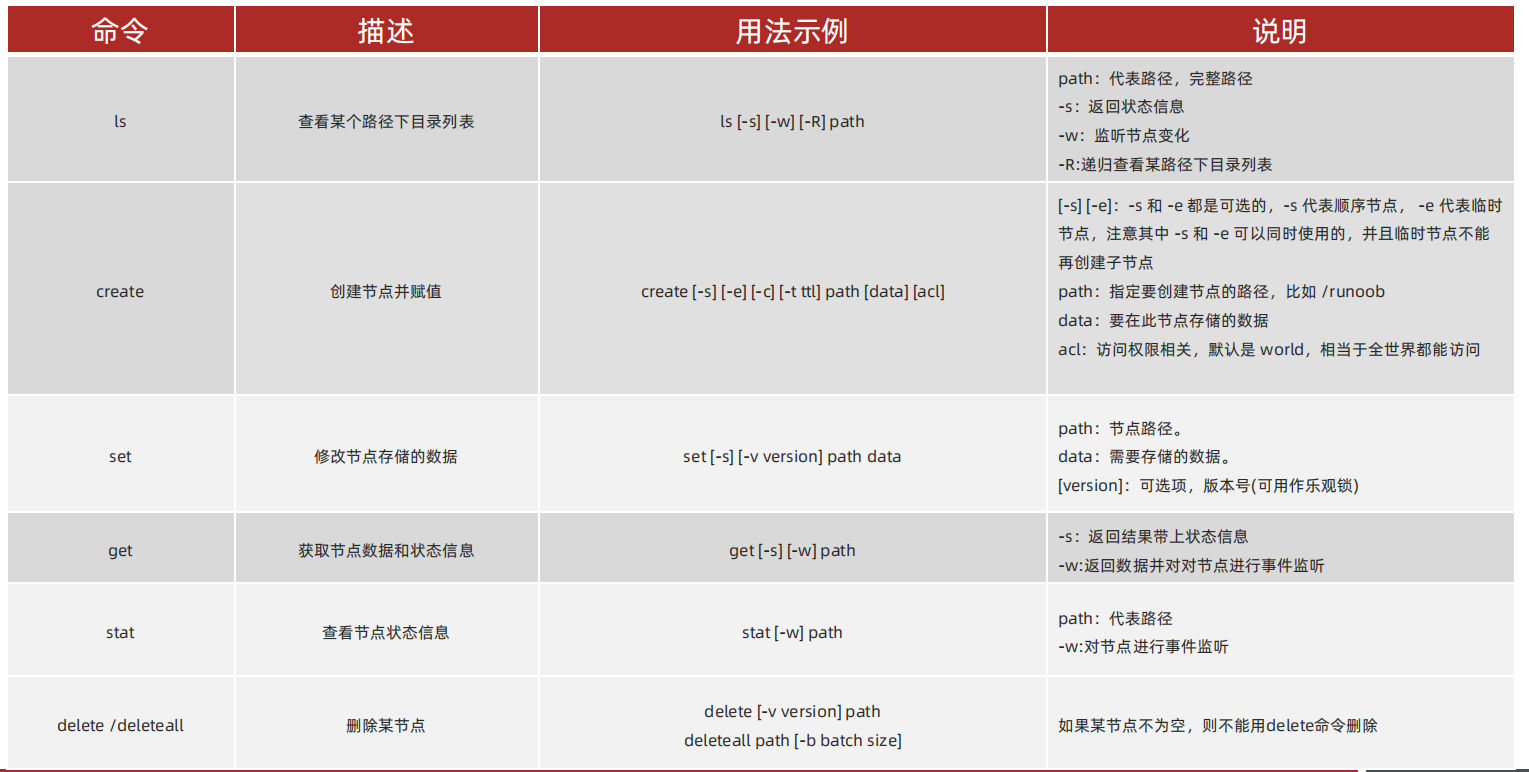 命令 描述 用法示例 说明
ls
查看某个路径下目录列表
ls [-s] [-w] [-R] path
path：代表路径，完整路径
-s：返回状态信息
-w：监听节点变化
-R:递归查看某路径下目录列表
create
创建节点并赋值
create [-s] [-e] [-c] [-t ttl] path [data] [acl]
[-s] [-e]：-s 和 -e 都是可选的，-s 代表顺序节点， -e 代表临时
节点，注意其中 -s 和 -e 可以同时使用的，并且临时节点不能
再创建子节点
path：指定要创建节点的路径，比如 /runoob
data：要在此节点存储的数据
acl：访问权限相关，默认是 world，相当于全世界都能访问
set
修改节点存储的数据
set [-s] [-v version] path data
path：节点路径。
data：需要存储的数据。
[version]：可选项，版本号(可用作乐观锁)
get
获取节点数据和状态信息
get [-s] [-w] path
-s：返回结果带上状态信息
-w:返回数据并对对节点进行事件监听
stat
查看节点状态信息
stat [-w] path
path：代表路径
-w:对节点进行事件监听
delete /deleteall
删除某节点
delete [-v version] path
deleteall path [-b batch size]
如果某节点不为空，则不能用delete命令删除